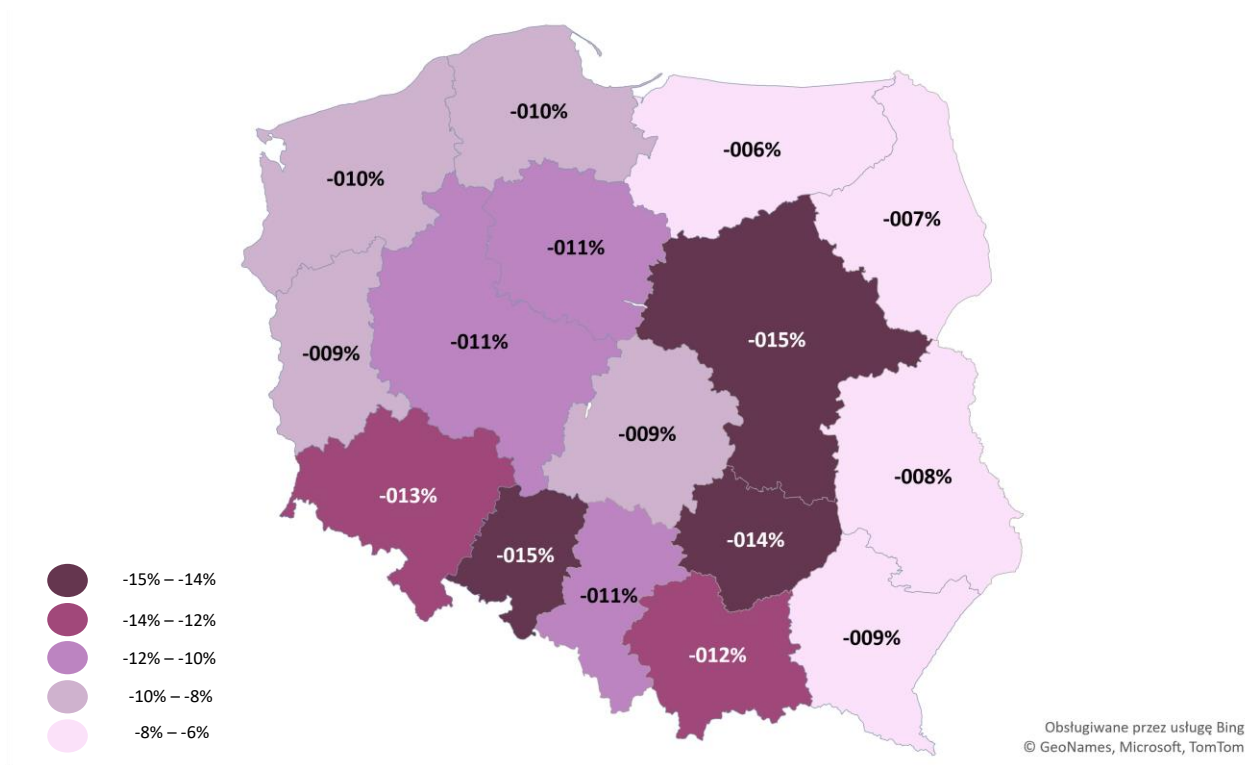 -010%
-006%
-010%
-007%
-011%
-015%
-011%
-009%
-009%
-008%
-013%
-014%
-015%
-011%
-009%
-012%
-15% – -14%
-14% – -12%
-12% – -10%
-10% – -8%
-8% – -6%
Obsługiwane przez usługę Bing
© GeoNames, Microsoft, TomTom